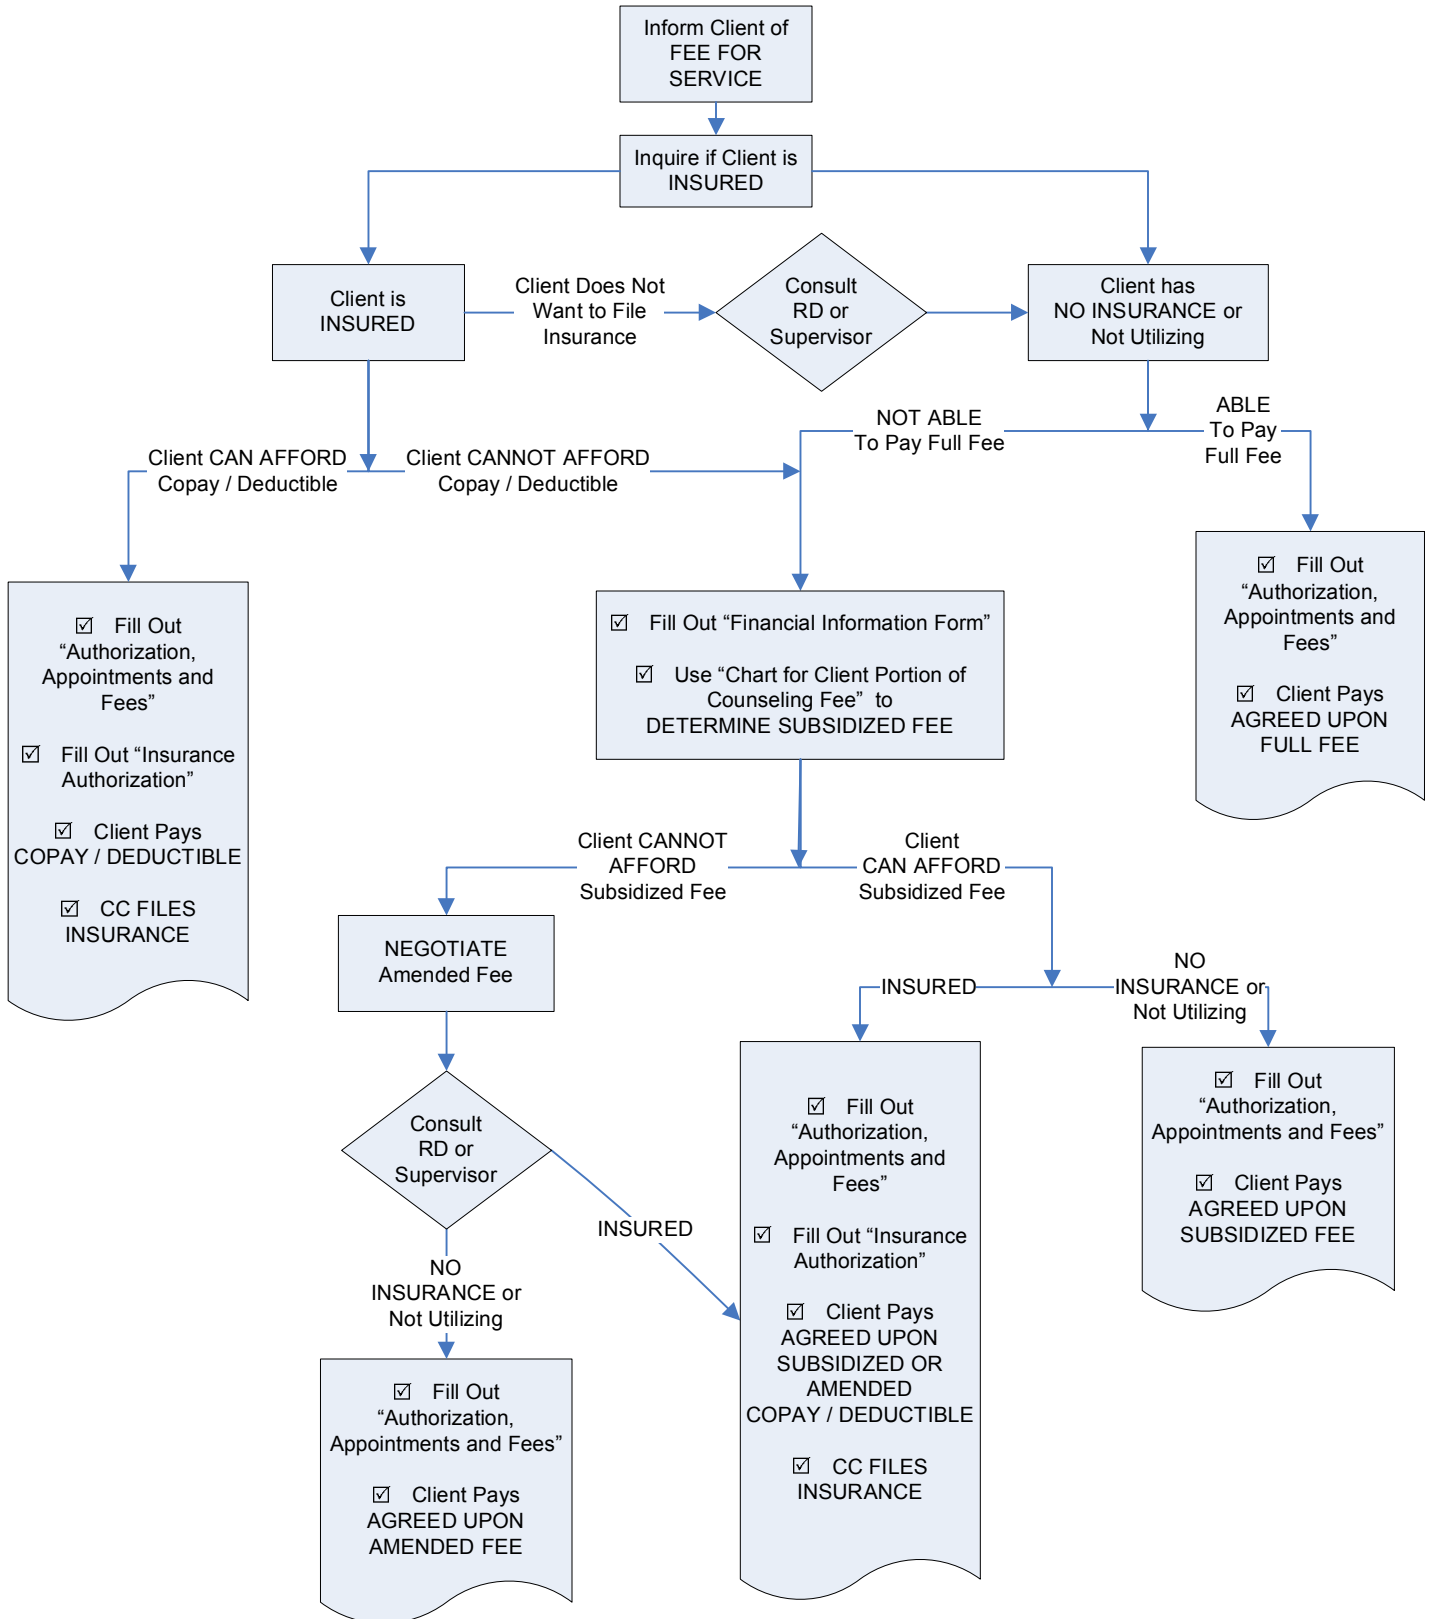 Inform Client of
FEE FOR
SERVICE
Inquire if Client is
INSURED
Client is
INSURED
Client Does Not
Want to File
Insurance
Consult
RD or
Supervisor
Client has
NO INSURANCE or
Not Utilizing
NOT ABLE
To Pay Full Fee
ABLE
To Pay
Full Fee
Client CAN AFFORD
Copay / Deductible
Client CANNOT AFFORD
Copay / Deductible
☑ Fill Out
“Authorization,
Appointments and
Fees”
☑ Fill Out “Insurance
Authorization”
☑ Client Pays
COPAY / DEDUCTIBLE
☑ CC FILES
INSURANCE
☑ Fill Out “Financial Information Form”
☑ Use “Chart for Client Portion of
Counseling Fee” to
DETERMINE SUBSIDIZED FEE
☑ Fill Out
“Authorization,
Appointments and
Fees”
☑ Client Pays
AGREED UPON
FULL FEE
Client CANNOT
AFFORD
Subsidized Fee
Client
CAN AFFORD
Subsidized Fee
NEGOTIATE
Amended Fee
INSURED
NO
INSURANCE or
Not Utilizing
Consult
RD or
Supervisor
INSURED
NO
INSURANCE or
Not Utilizing
☑ Fill Out
“Authorization,
Appointments and
Fees”
☑ Fill Out “Insurance
Authorization”
☑ Client Pays
AGREED UPON
SUBSIDIZED OR
AMENDED
COPAY / DEDUCTIBLE
☑ CC FILES
INSURANCE
☑ Fill Out
“Authorization,
Appointments and Fees”
☑ Client Pays
AGREED UPON
SUBSIDIZED FEE
☑ Fill Out
“Authorization,
Appointments and Fees”
☑ Client Pays
AGREED UPON
AMENDED FEE